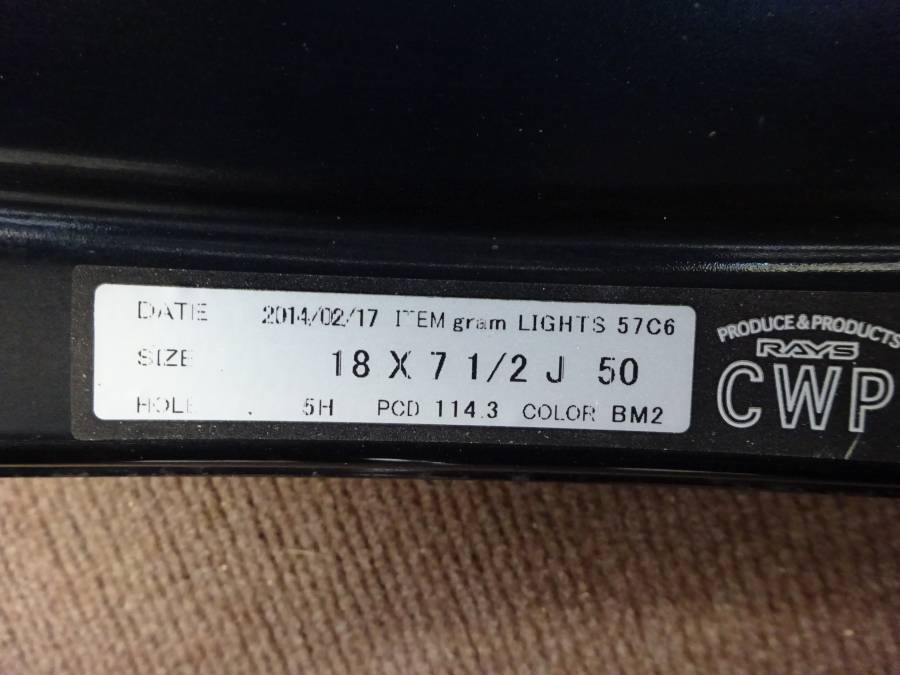 DATE 2014/02/17 ITEM gram LIGHTS 57C6
SIZE 18 X 7 1/2 J 50
HOLE 5H PCD 114.3 COLOR BM2
PRODUCE & PRODUCTS
RAYS
CWP